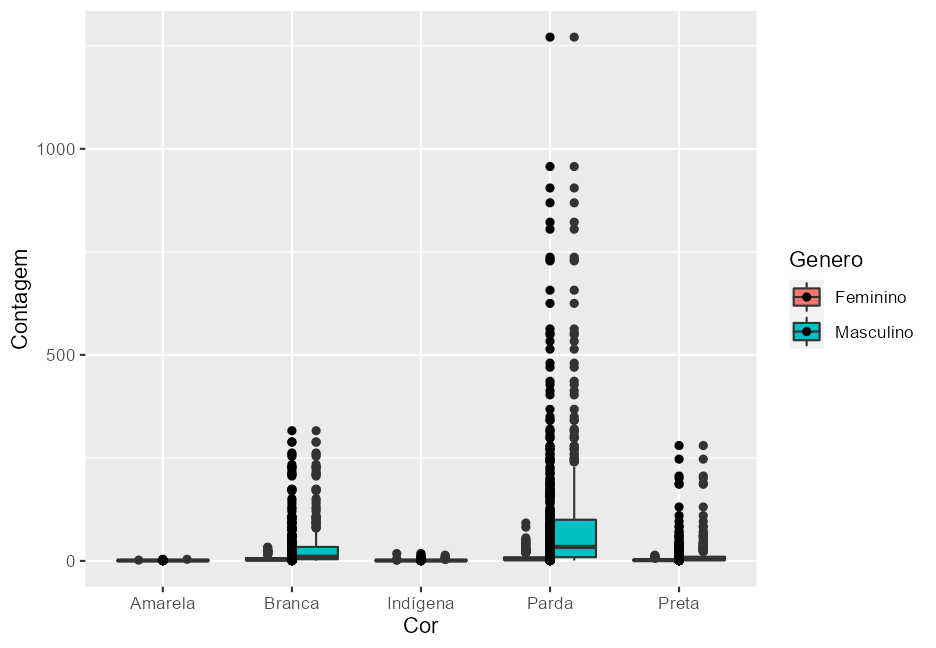 1000
500
0
Contagem
Amarela
Branca
Indígena
Parda
Preta
Cor
Genero
Feminino
Masculino